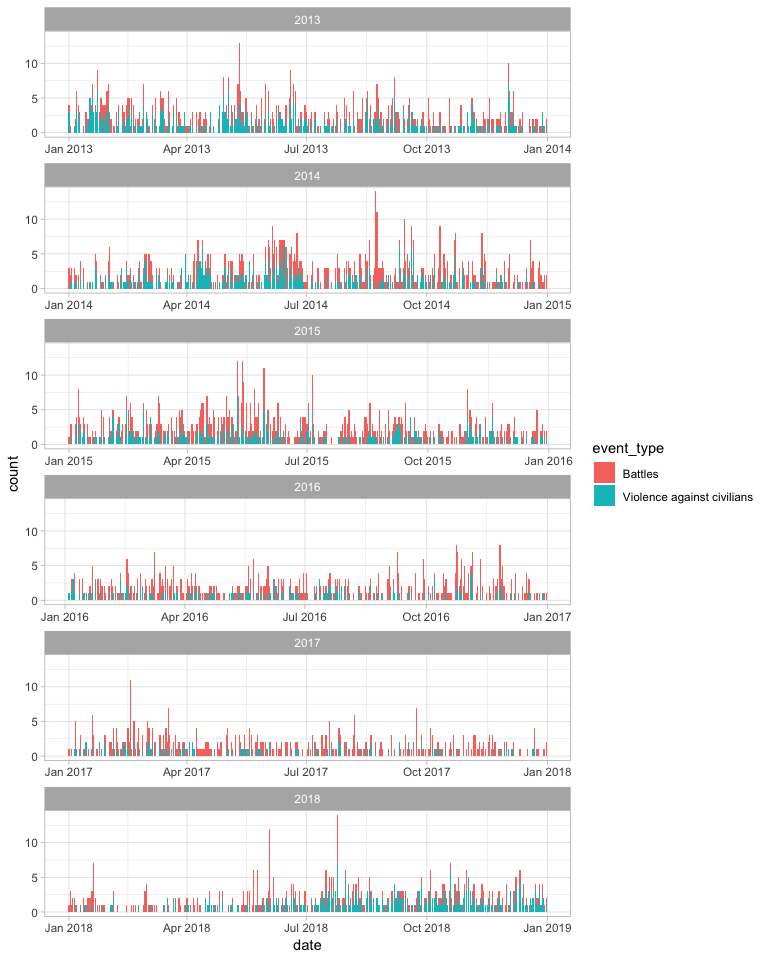 2013
10
5
0
Jan 2013 Apr 2013 Jul 2013 Oct 2013 Jan 2014
2014
10
5
0
Jan 2014 Apr 2014 Jul 2014 Oct 2014 Jan 2015
2015
10
5
0
Jan 2015 Apr 2015 Jul 2015 Oct 2015 Jan 2016
count
event_type
Battles
Violence against civilians
2016
10
5
0
Jan 2016 Apr 2016 Jul 2016 Oct 2016 Jan 2017
2017
10
5
0
Jan 2017 Apr 2017 Jul 2017 Oct 2017 Jan 2018
2018
10
5
0
Jan 2018 Apr 2018 Jul 2018 Oct 2018 Jan 2019
date